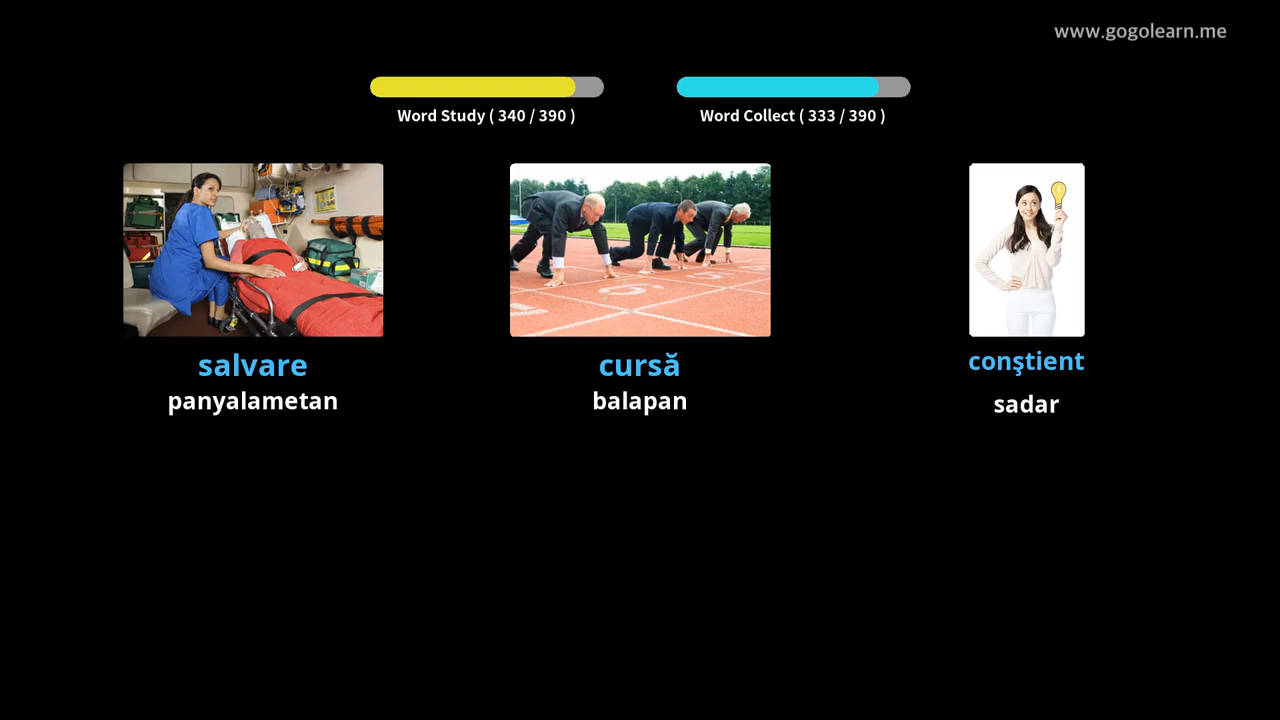 www.gogolearn.me
Word Study ( 340 / 390 )
Word Collect ( 333 / 390 )
salvare
panyalametan
cursă
balapan
conştient
sadar